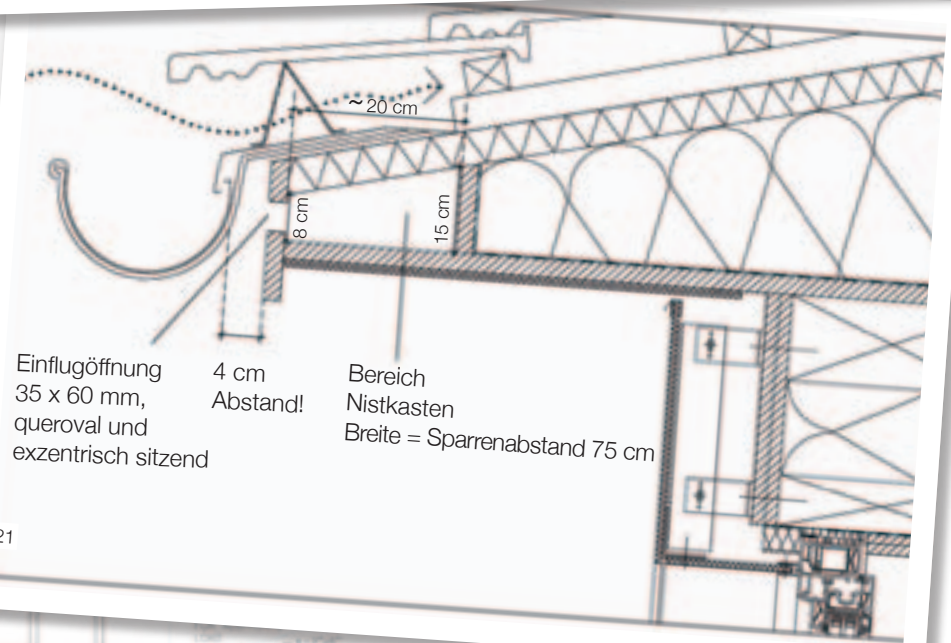 ~20 cm
8 cm
15 cm
Einflugöffnung
35 x 60 mm,
queroval und
exzentrisch sitzend
4 cm
Abstand!
Bereich
Nistkasten
Breite = Sparrenabstand 75 cm
21